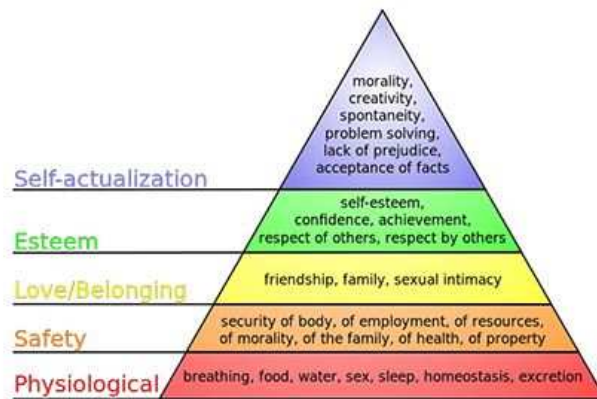 morality,
creativity,
spontaneity,
problem solving,
lack of prejudice,
acceptance of facts
Self-actualization
self-esteem,
confidence, achievement,
respect of others, respect by others
Esteem
friendship, family, sexual intimacy
Love/Belonging
security of body, of employment, of resources,
of morality, of the family, of health, of property
Safety
breathing, food, water, sex, sleep, homeostasis, excretion
Physiological